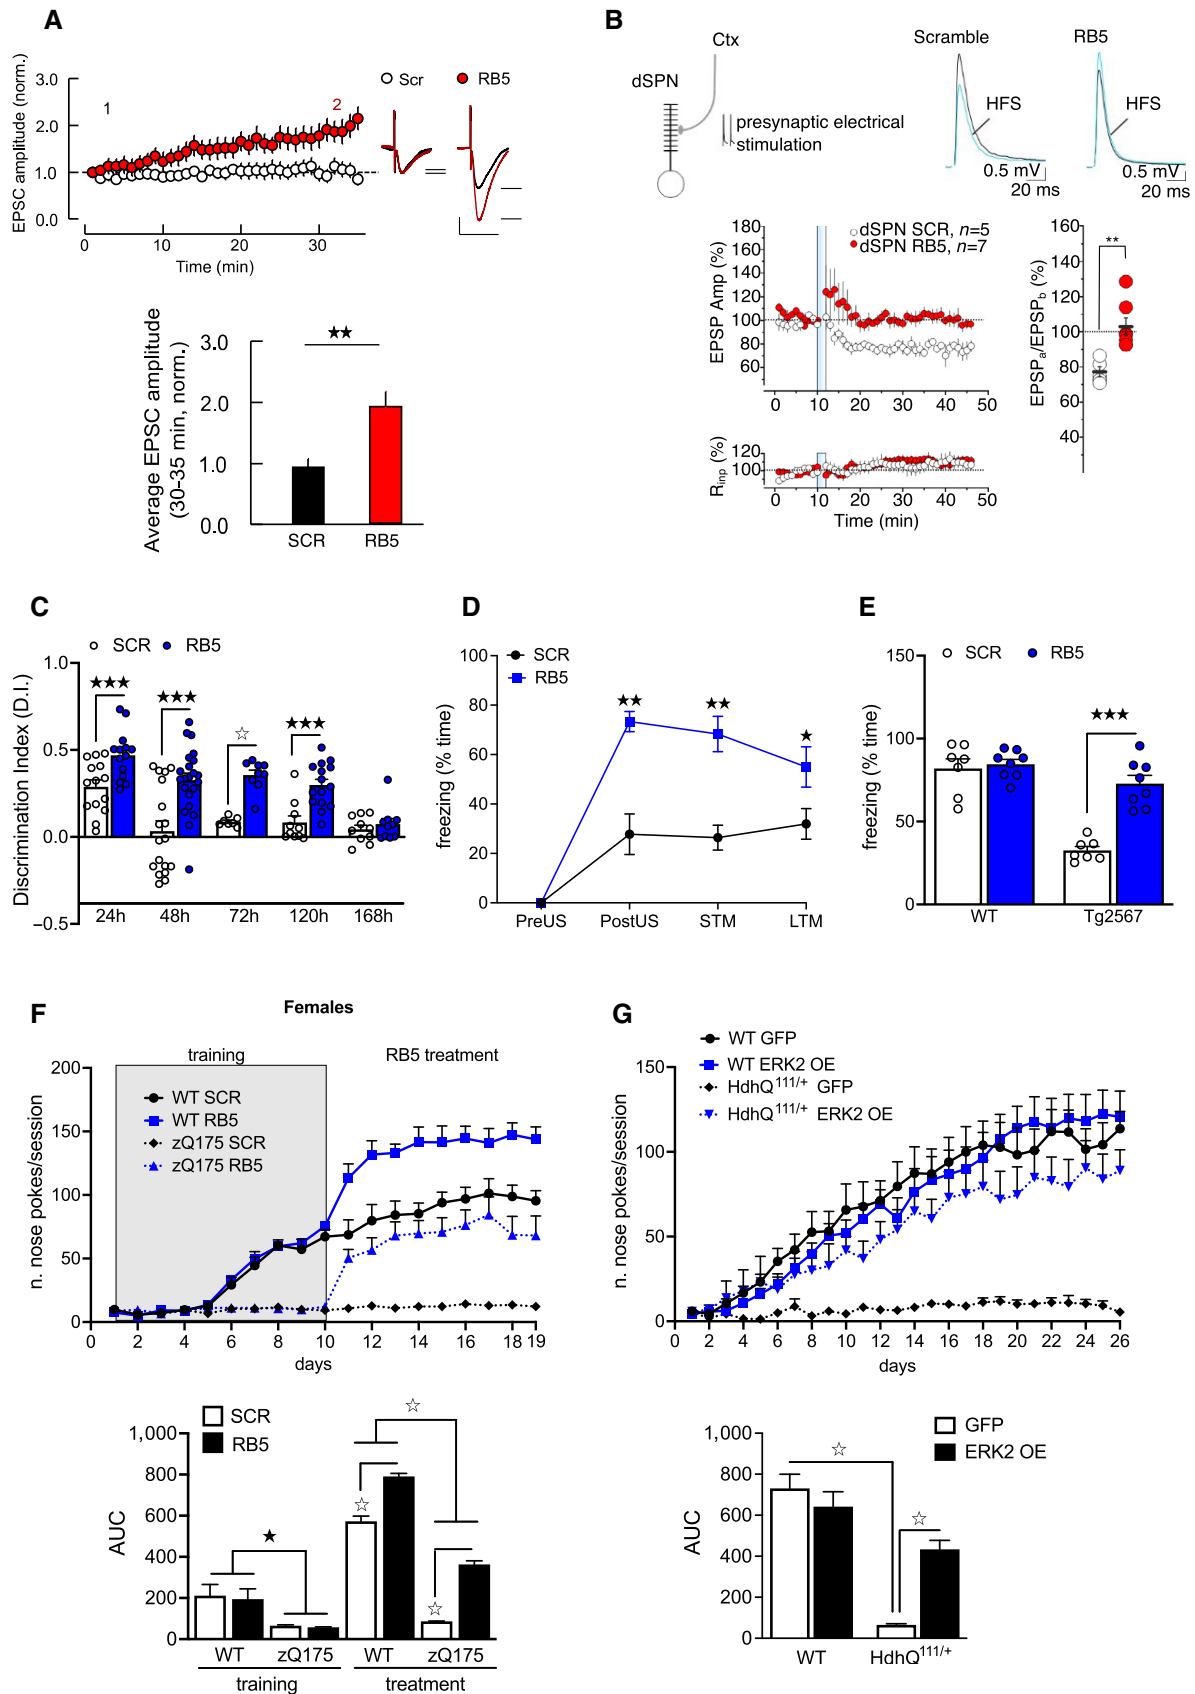 A
EPSC amplitude (norm.)
3.0
2.0
1.0
0.0
1
2
Scr
RB5
0
10
20
30
Time (min)
Average EPSC amplitude
(30-35 min, norm.)
3.0
2.0
1.0
0.0
★★
SCR
RB5
B
Ctx
dSPN
presynaptic electrical
stimulation
Scramble
HFS
0.5 mV
20 ms
RB5
HFS
0.5 mV
20 ms
EPSP Amp (%)
180
160
140
120
100
80
60
dSPN SCR, n=5
dSPN RB5, n=7
0
10
20
30
40
50
Rinp (%)
120
100
0
10
20
30
40
50
Time (min)
EPSPa/EPSPb (%)
160
140
120
100
80
60
40
**
C
SCR
RB5
Discrimination Index (D.I.)
1.0
0.5
0.0
−0.5
★★★
★★★
☆
★★★
24h
48h
72h
120h
168h
D
freezing (% time)
100
80
60
40
20
0
SCR
RB5
★★
★★
★
PreUS
PostUS
STM
LTM
E
freezing (% time)
150
100
50
0
SCR
RB5
★★★
WT
Tg2567
F
Females
training
RB5 treatment
n. nose pokes/session
200
150
100
50
0
WT SCR
WT RB5
zQ175 SCR
zQ175 RB5
0
2
4
6
8
10
12
14
16
18 19
days
SCR
RB5
AUC
1,000
800
600
400
200
0
★
☆
☆
☆
WT
zQ175
WT
zQ175
training
treatment
G
WT GFP
WT ERK2 OE
HdhQ111/+ GFP
HdhQ111/+ ERK2 OE
n. nose pokes/session
150
100
50
0
0
2
4
6
8
10
12
14
16
18
20
22
24
26
days
GFP
ERK2 OE
AUC
1,000
800
600
400
200
0
☆
☆
WT
HdhQ111/+